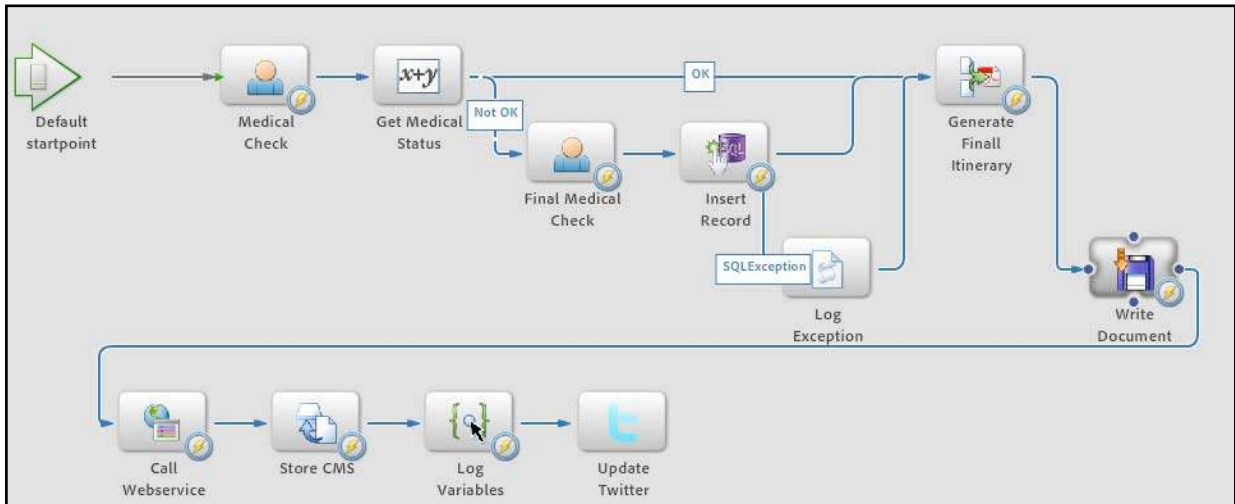 Default
startpoint
Medical
Check
x+y
Get Medical
Status
OK
Not OK
Final Medical
Check
SQL
Insert
Record
SQLException
Log
Exception
Generate
Finall
Itinerary
Write
Document
Call
Webservice
Store CMS
Log
Variables
Update
Twitter